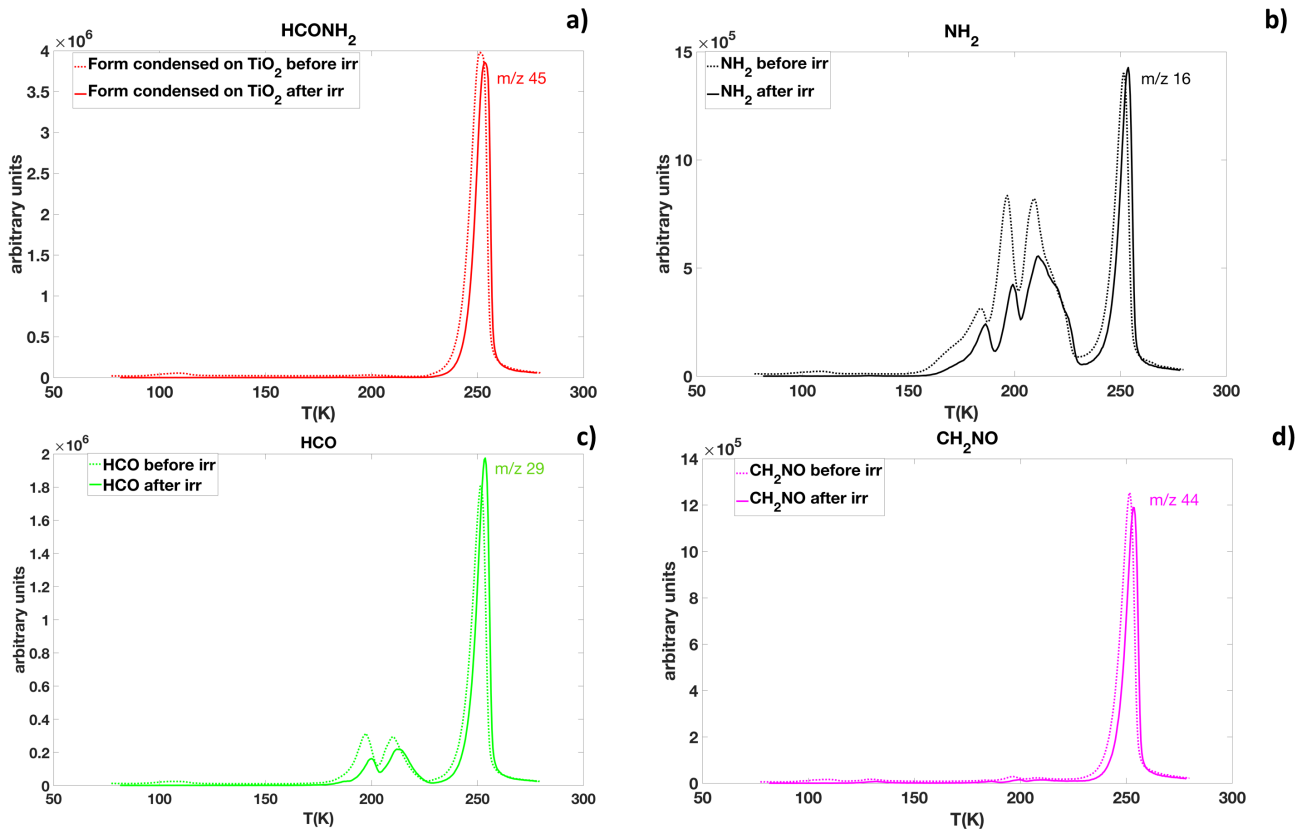 a)
HCONH2
×10^6
Form condensed on TiO2 before irr
Form condensed on TiO2 after irr
m/z 45
4
3.5
3
2.5
2
1.5
1
0.5
0
arbitrary units
50 100 150 200 250 300
T(K)
b)
NH2
×10^5
NH2 before irr
NH2 after irr
m/z 16
15
10
5
0
arbitrary units
50 100 150 200 250 300
T(K)
c)
HCO
×10^6
HCO before irr
HCO after irr
m/z 29
2
1.8
1.6
1.4
1.2
1
0.8
0.6
0.4
0.2
0
arbitrary units
50 100 150 200 250 300
T(K)
d)
CH2NO
×10^5
CH2NO before irr
CH2NO after irr
m/z 44
14
12
10
8
6
4
2
0
arbitrary units
50 100 150 200 250 300
T(K)